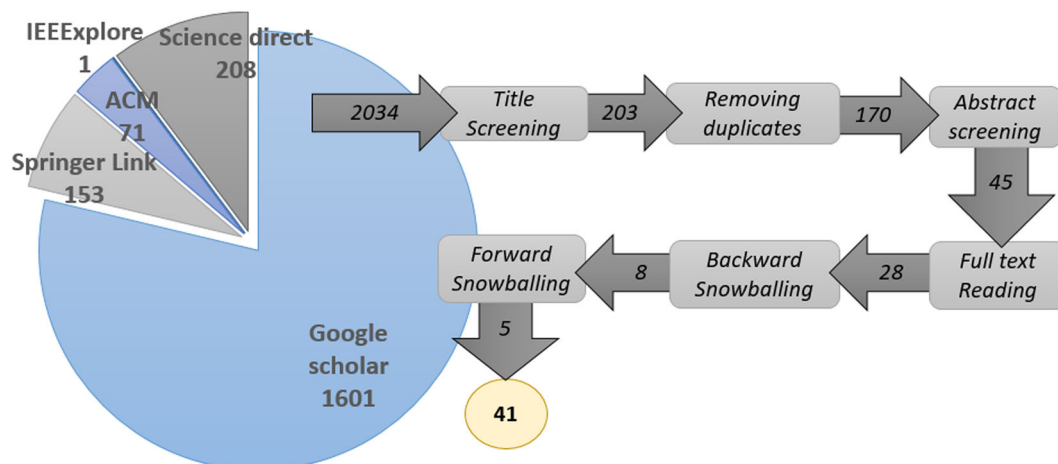 IEEExplore
1
Science direct
208
ACM
71
Springer Link
153
Google
scholar
1601
2034
Title
Screening
203
Removing
duplicates
170
Abstract
screening
45
Full text
Reading
28
Backward
Snowballing
8
Forward
Snowballing
5
41